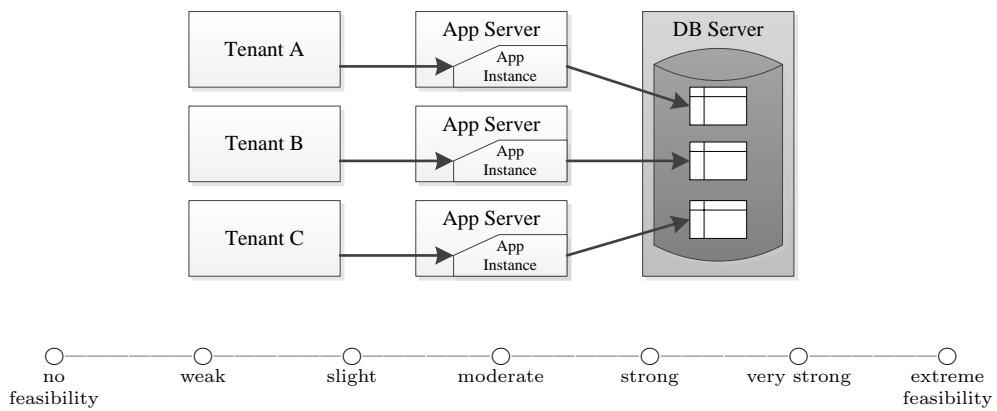 Tenant A
App Server
App
Instance
DB Server
Tenant B
App Server
App
Instance
Tenant C
App Server
App
Instance
no
feasibility
weak
slight
moderate
strong
very strong
extreme
feasibility